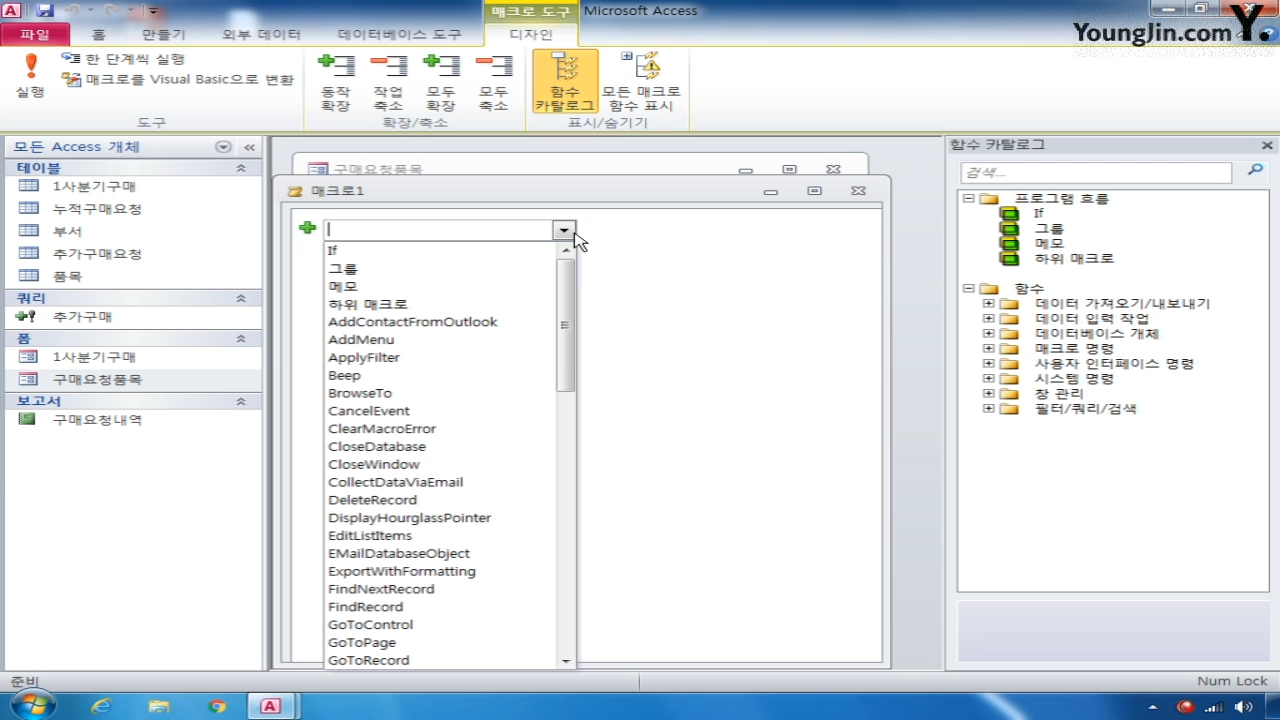 매크로 도구 Microsoft Access
YoungJin.com Y.
파일 홈 만들기 외부 데이터 데이터베이스 도구 디자인
실행
한 단계씩 실행
매크로를 Visual Basic으로 변환
도구
동작 확장
작업 축소
모두 확장
모두 축소
확장/축소
함수 카탈로그
모든 매크로 함수 표시
표시/숨기기
모든 Access 개체
테이블
1사분기구매
누적구매요청
부서
추가구매요청
품목
쿼리
추가구매
폼
1사분기구매
구매요청품목
보고서
구매요청내역
구매요청품목
매크로1
If
그룹
메모
하위 매크로
AddContactFromOutlook
AddMenu
ApplyFilter
Beep
BrowseTo
CancelEvent
ClearMacroError
CloseDatabase
CloseWindow
CollectDataViaEmail
DeleteRecord
DisplayHourglassPointer
EditListItems
EMailDatabaseObject
ExportWithFormatting
FindNextRecord
FindRecord
GoToControl
GoToPage
GoToRecord
함수 카탈로그
검색...
프로그램 흐름
If
그룹
메모
하위 매크로
함수
데이터 가져오기/내보내기
데이터 입력 작업
데이터베이스 개체
매크로 명령
사용자 인터페이스 명령
시스템 명령
창 관리
필터/쿼리/검색
준비
Num Lock